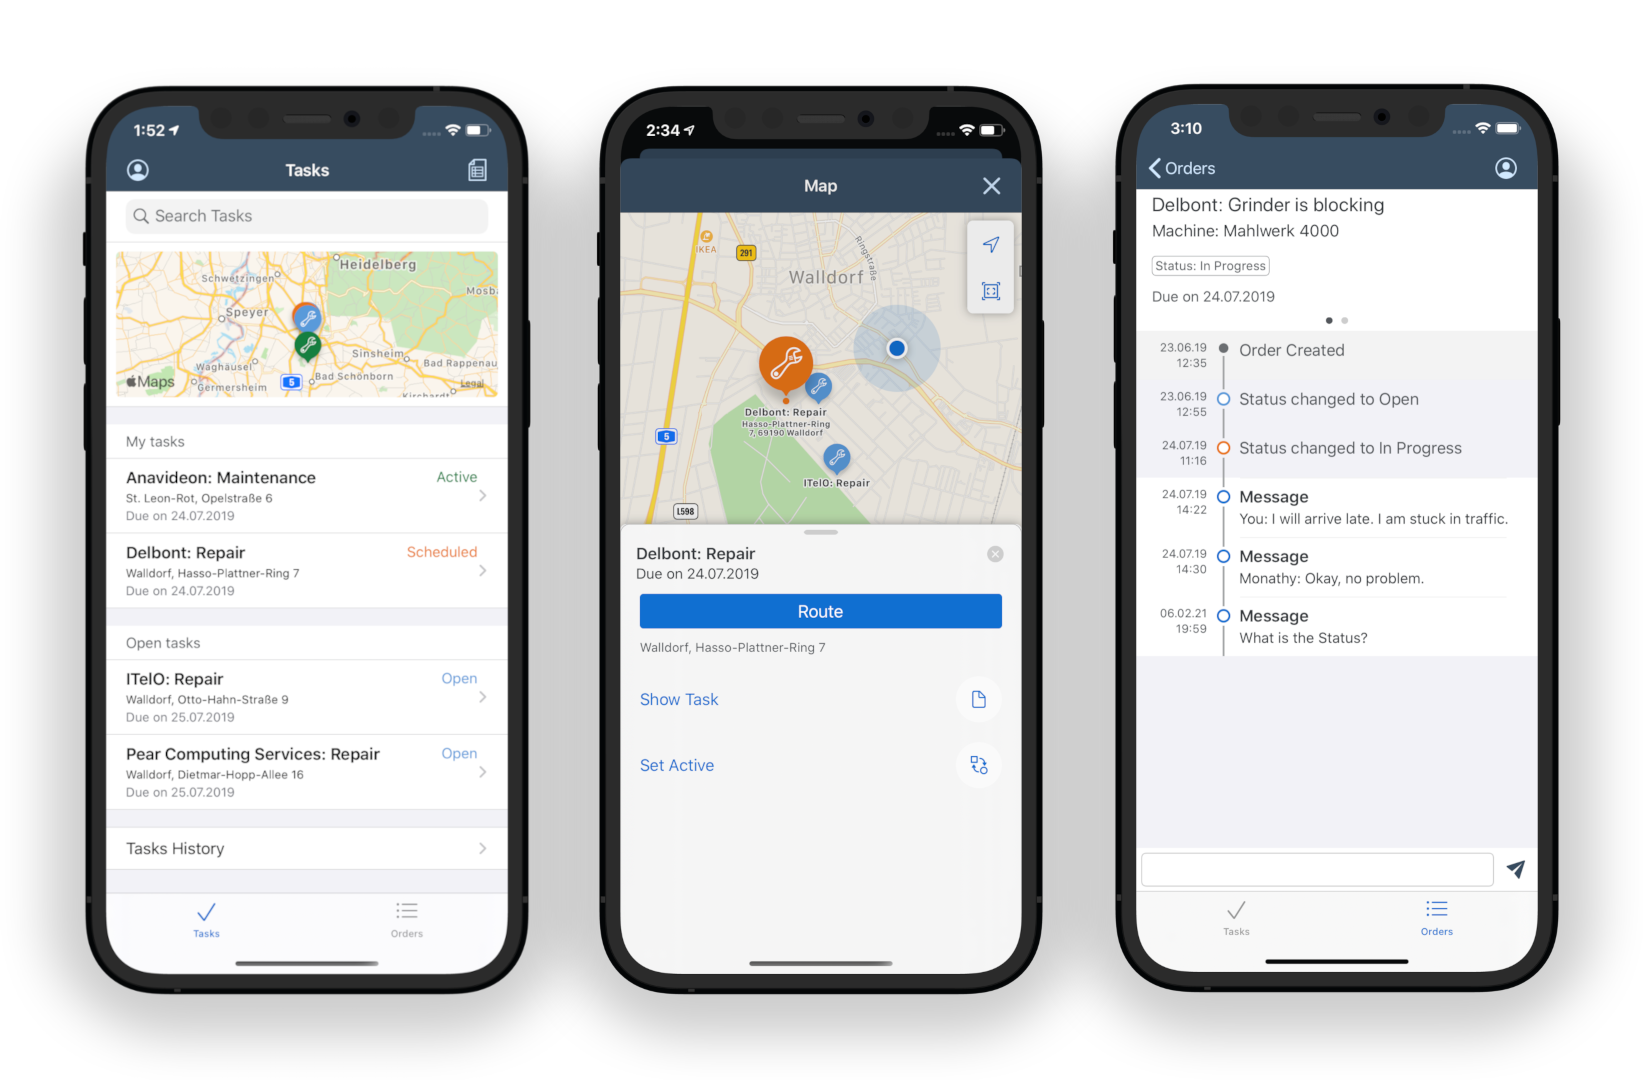 1:52
Tasks
Search Tasks
Heidelberg
Schwetzingen
Mosb
Speyer
Sinsheim
Waghäusel
Bad Rappenau
Maps
5
Bad Schönborn
Legal
Germersheim
Kirchardt
My tasks
Anavideon: Maintenance
Active
St. Leon-Rot, Opelstraße 6
Due on 24.07.2019
Delbont: Repair
Scheduled
Walldorf, Hasso-Plattner-Ring 7
Due on 24.07.2019
Open tasks
ITelO: Repair
Open
Walldorf, Otto-Hahn-Straße 9
Due on 25.07.2019
Pear Computing Services: Repair
Open
Walldorf, Dietmar-Hopp-Allee 16
Due on 25.07.2019
Tasks History
Tasks
Orders
2:34
Map
IKEA
291
Ringstraße
Walldorf
Delbont: Repair
Hasso-Plattner-Ring
7, 69190 Walldorf
5
ITelO: Repair
L598
Delbont: Repair
Due on 24.07.2019
Route
Walldorf, Hasso-Plattner-Ring 7
Show Task
Set Active
3:10
Orders
Delbont: Grinder is blocking
Machine: Mahlwerk 4000
Status: In Progress
Due on 24.07.2019
23.06.19
12:35
Order Created
23.06.19
12:55
Status changed to Open
24.07.19
11:16
Status changed to In Progress
24.07.19
14:22
Message
You: I will arrive late. I am stuck in traffic.
24.07.19
14:30
Message
Monathy: Okay, no problem.
06.02.21
19:59
Message
What is the Status?
Tasks
Orders